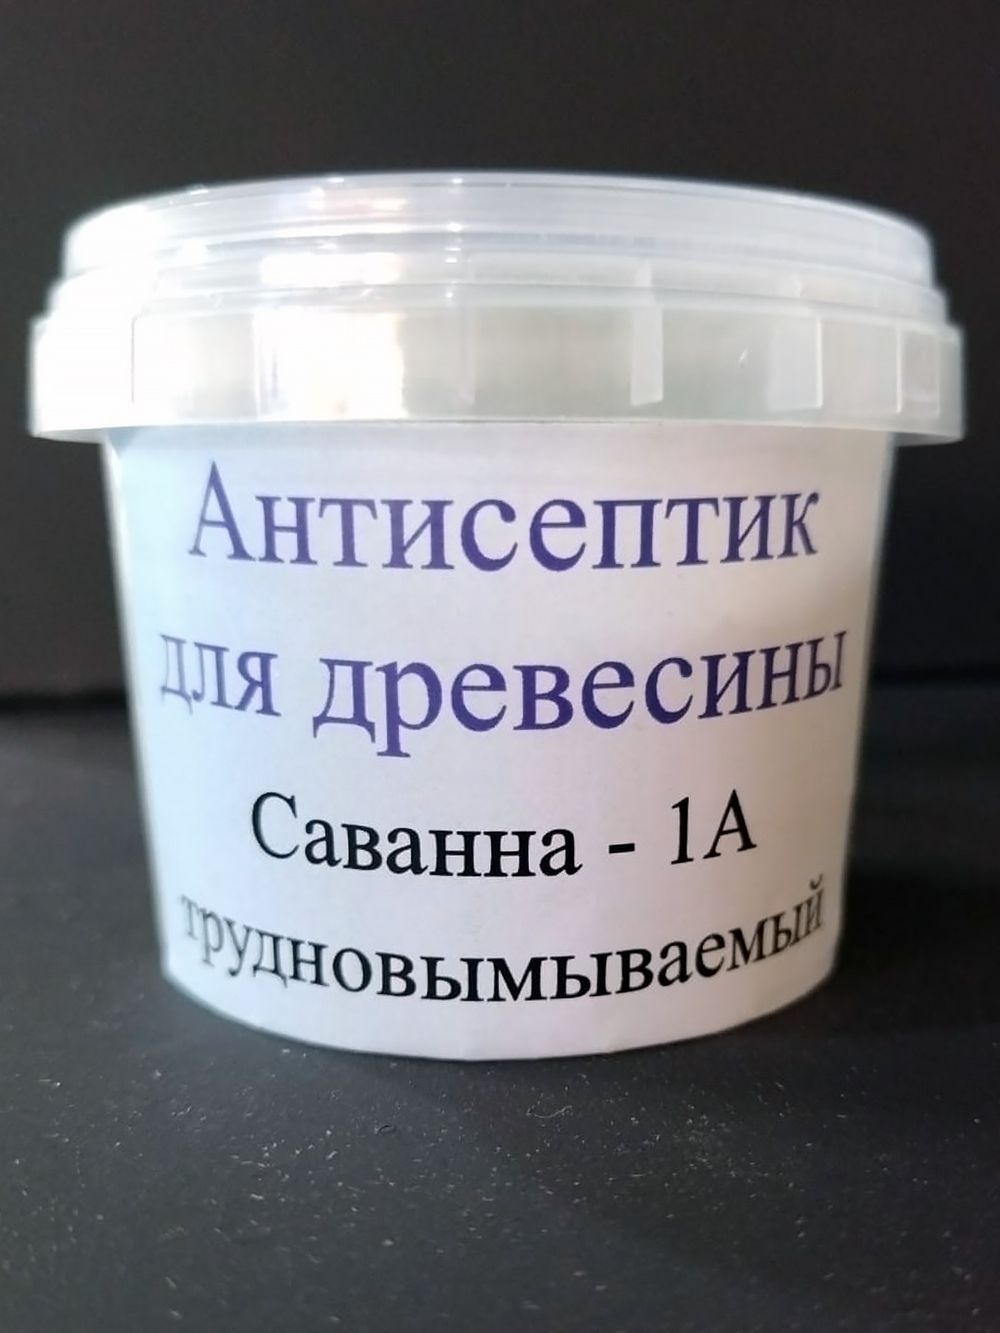 Антисептик
для древесины
Саванна - 1А
трудновымываемый